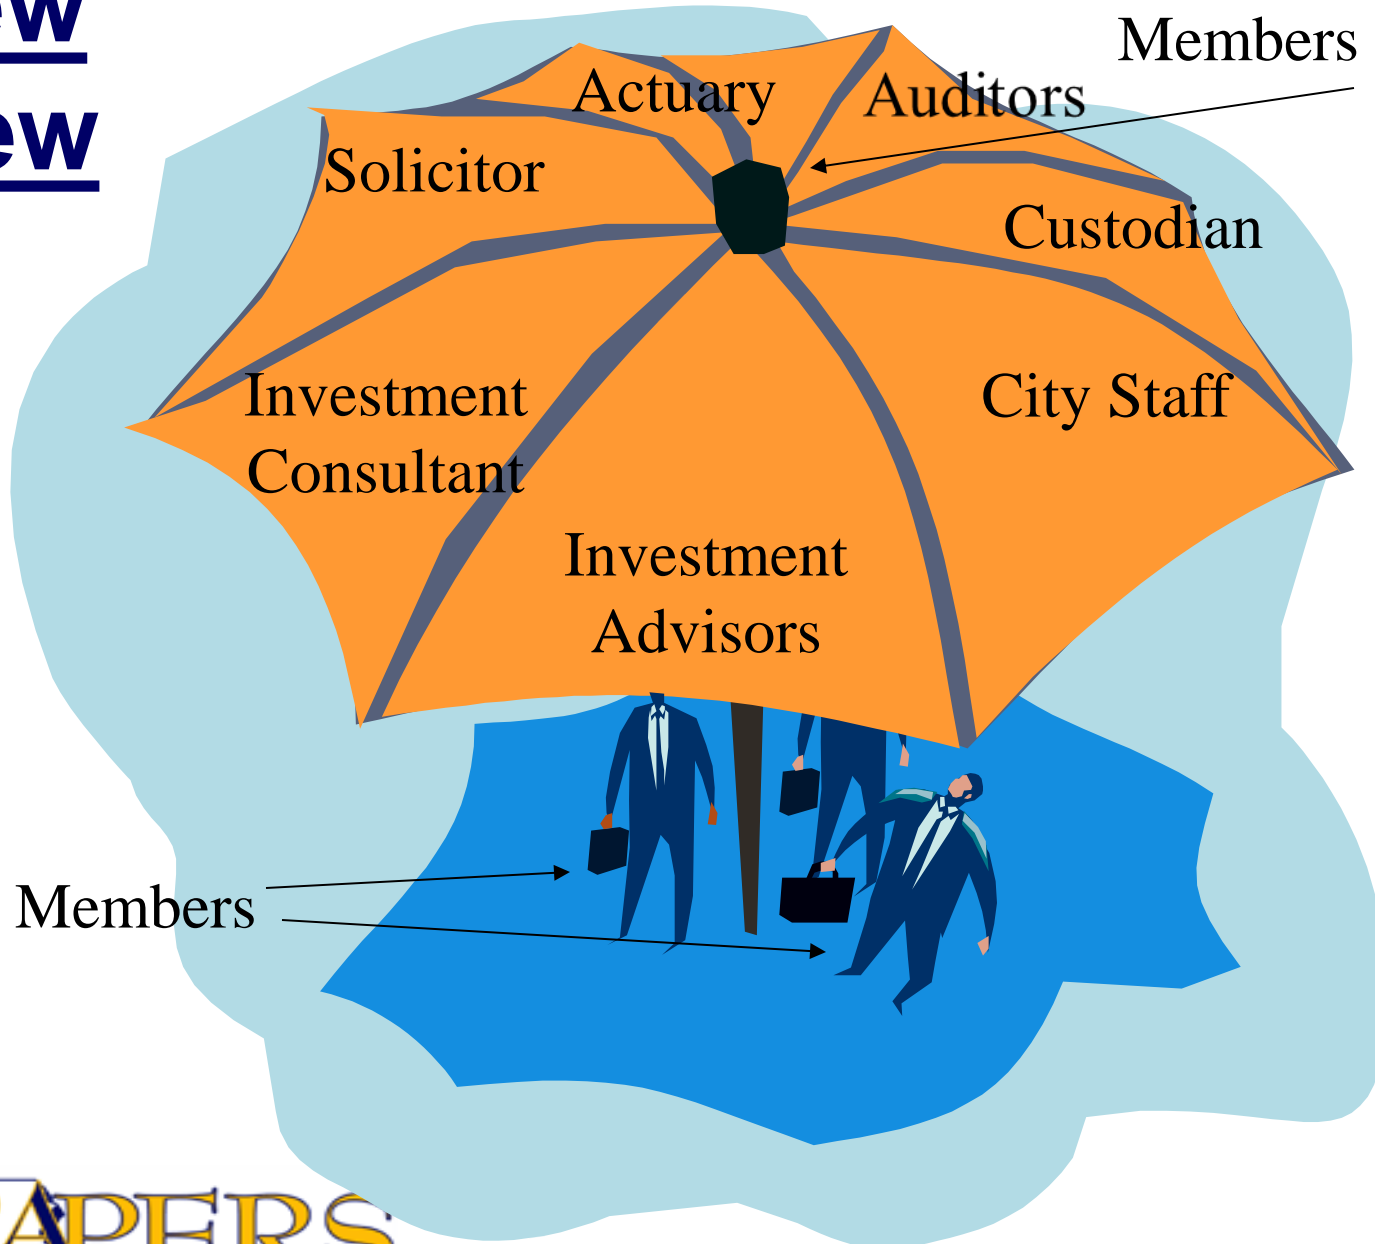 Members
Actuary
Auditors
Solicitor
Custodian
Investment
Consultant
City Staff
Investment
Advisors
Members